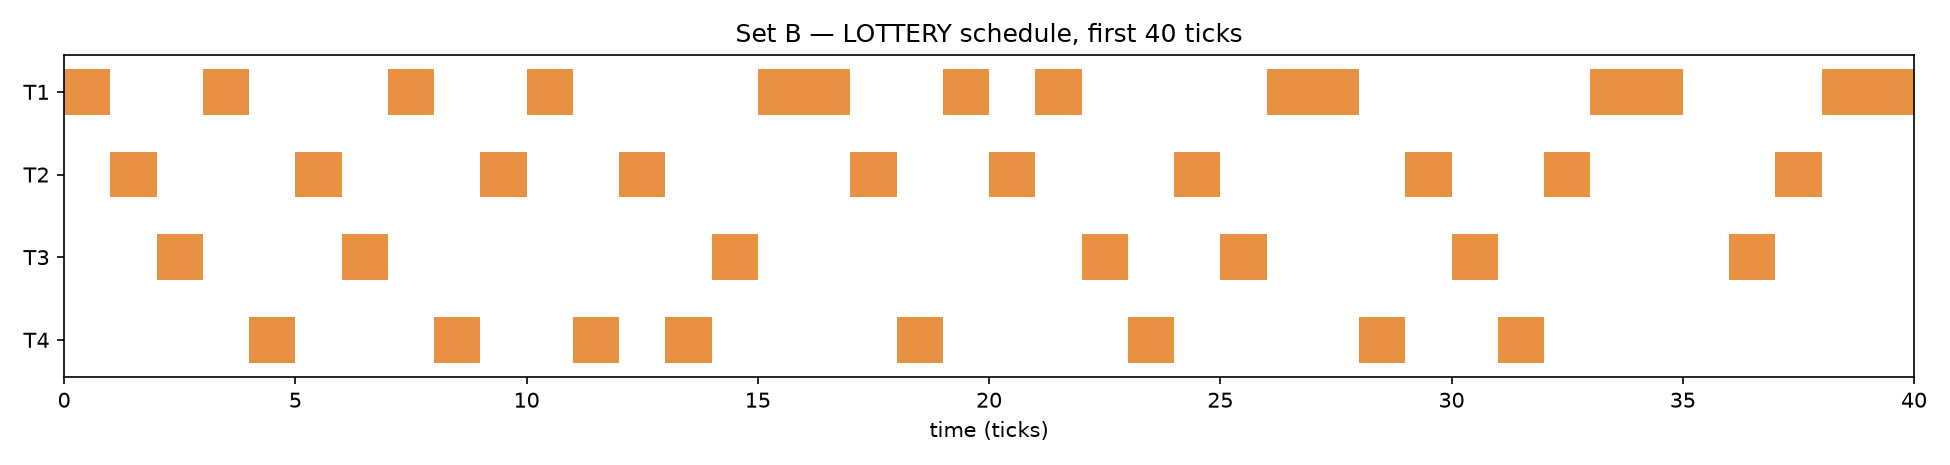 Set B — LOTTERY schedule, first 40 ticks
T1
T2
T3
T4
0 5 10 15 20 25 30 35 40
time (ticks)